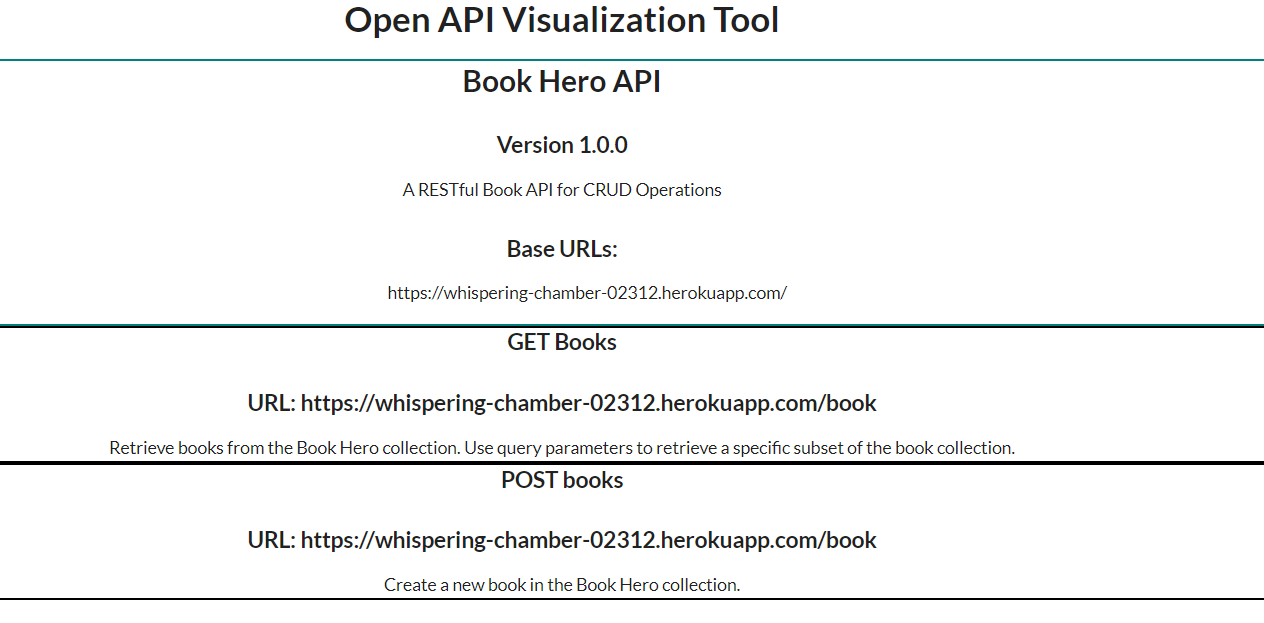 Open API Visualization Tool
Book Hero API
Version 1.0.0
A RESTful Book API for CRUD Operations
Base URLs:
https://whispering-chamber-02312.herokuapp.com/
GET Books
URL: https://whispering-chamber-02312.herokuapp.com/book
Retrieve books from the Book Hero collection. Use query parameters to retrieve a specific subset of the book collection.
POST books
URL: https://whispering-chamber-02312.herokuapp.com/book
Create a new book in the Book Hero collection.